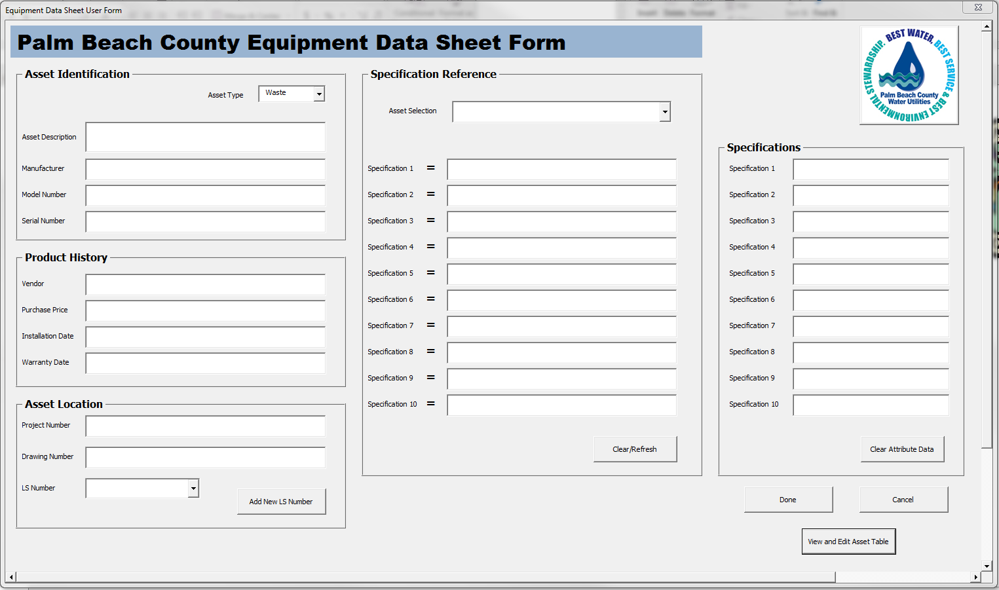 Equipment Data Sheet User Form
Palm Beach County Equipment Data Sheet Form
BEST WATER, BEST SERVICE & BEST ENVIRONMENTAL STEWARDSHIP.
Palm Beach County
Water Utilities
Asset Identification
Asset Type
Waste
Asset Description
Manufacturer
Model Number
Serial Number
Product History
Vendor
Purchase Price
Installation Date
Warranty Date
Asset Location
Project Number
Drawing Number
LS Number
Add New LS Number
Specification Reference
Asset Selection
Specification 1 =
Specification 2 =
Specification 3 =
Specification 4 =
Specification 5 =
Specification 6 =
Specification 7 =
Specification 8 =
Specification 9 =
Specification 10 =
Clear/Refresh
Specifications
Specification 1
Specification 2
Specification 3
Specification 4
Specification 5
Specification 6
Specification 7
Specification 8
Specification 9
Specification 10
Clear Attribute Data
Done
Cancel
View and Edit Asset Table